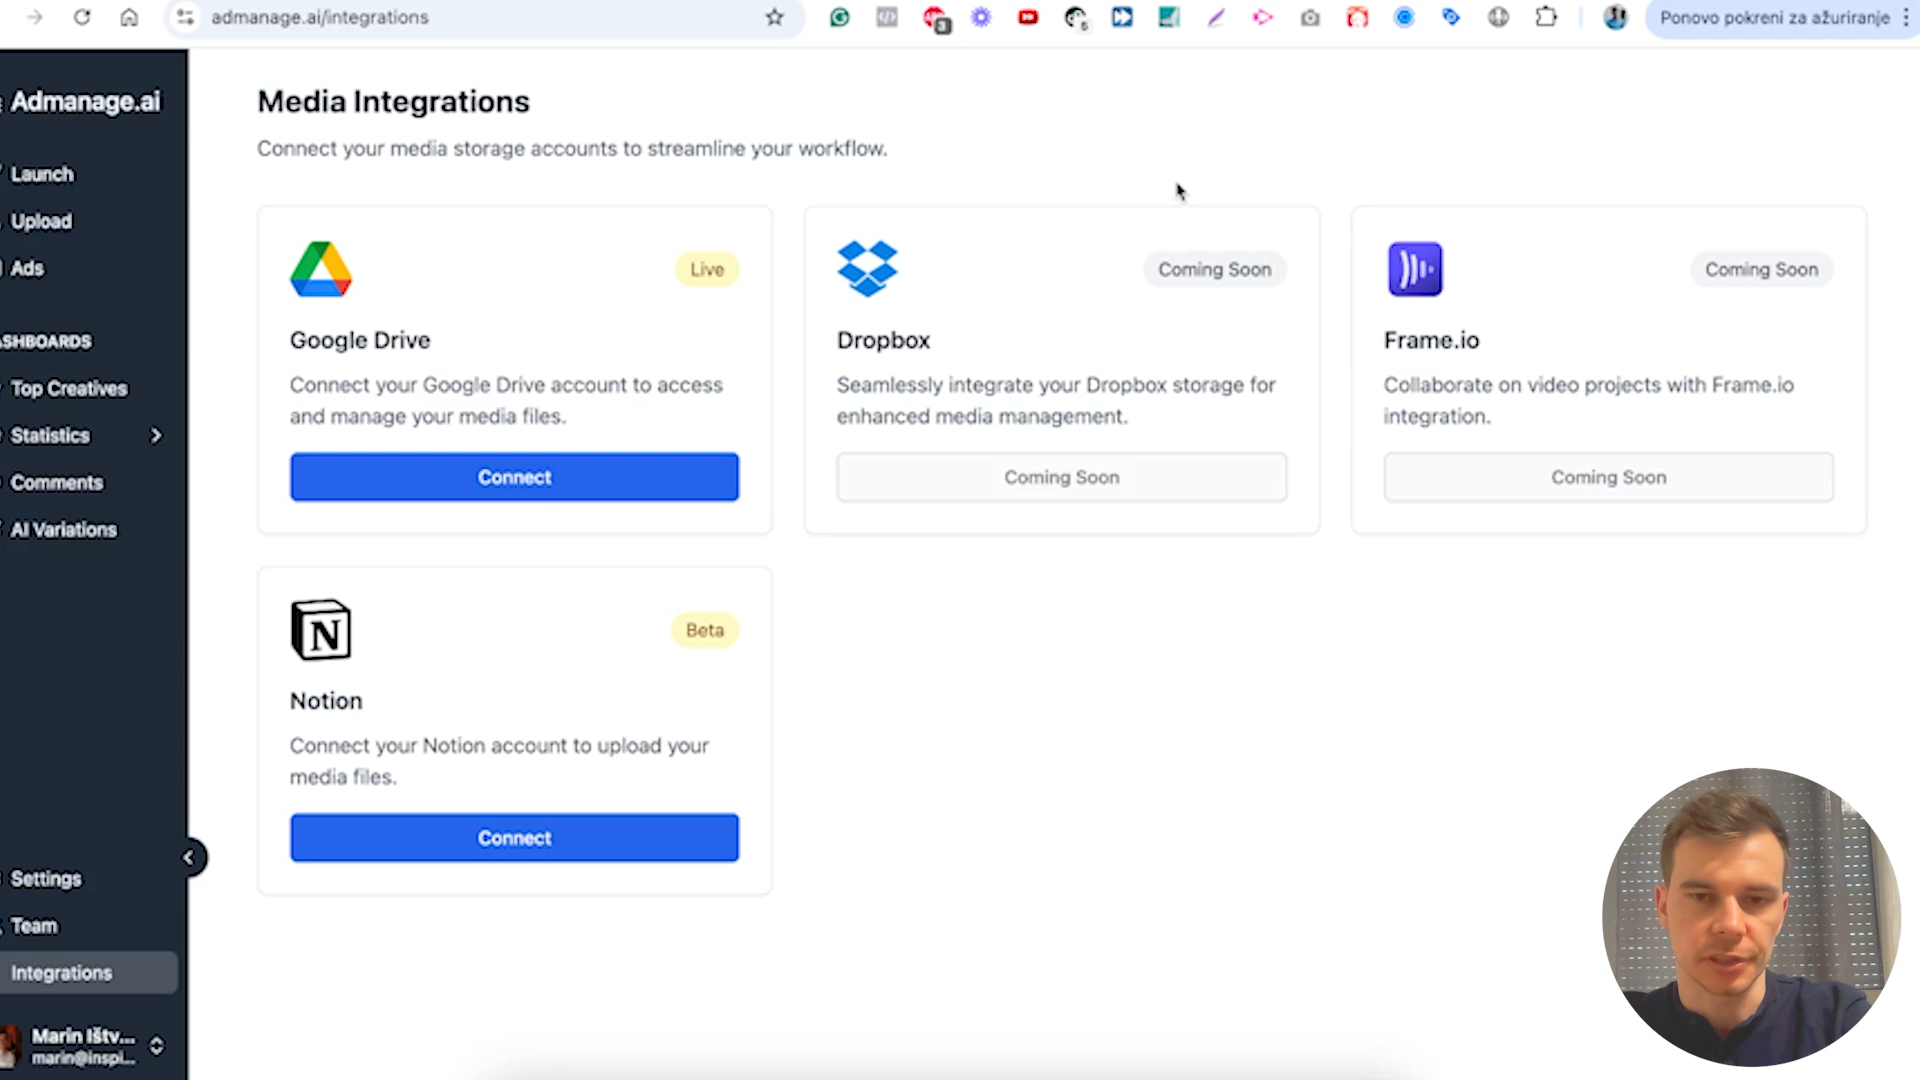 admanage.ai/integrations
3
5
Ponovo pokreni za ažuriranje
Admanage.ai
Launch
Upload
Ads
SHBOARDS
Top Creatives
Statistics
Comments
AI Variations
Settings
Team
Integrations
Marin Ištv...
marin@inspi...
Media Integrations
Connect your media storage accounts to streamline your workflow.
Live
Google Drive
Connect your Google Drive account to access
and manage your media files.
Connect
Coming Soon
Dropbox
Seamlessly integrate your Dropbox storage for
enhanced media management.
Coming Soon
Coming Soon
Frame.io
Collaborate on video projects with Frame.io
integration.
Coming Soon
N
Beta
Notion
Connect your Notion account to upload your
media files.
Connect